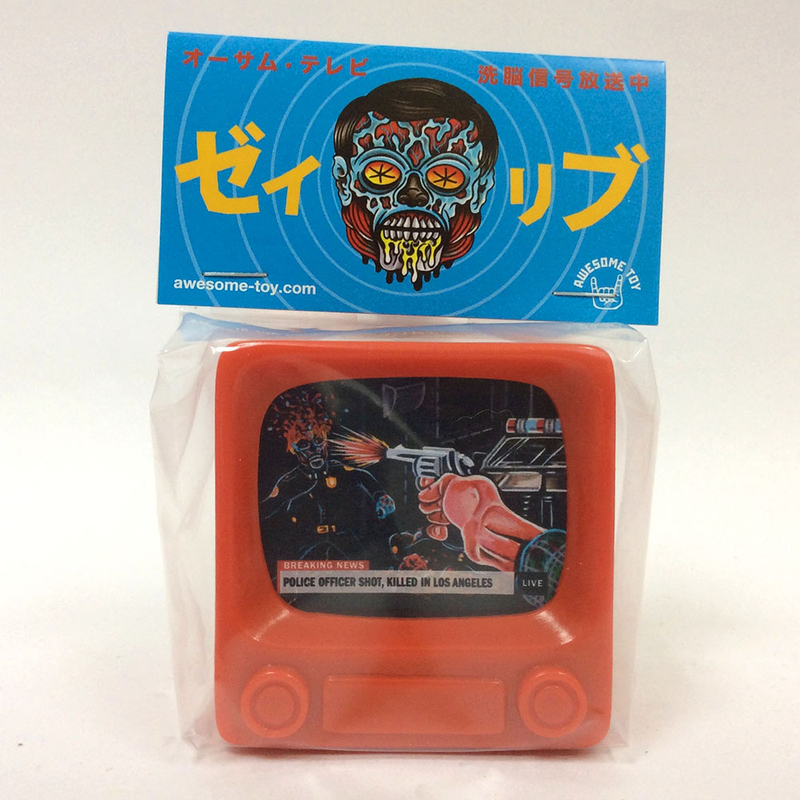 オーサム・テレビ
洗脳信号放送中
ゼイリブ
awesome-toy.com
AWESOME TOY
BREAKING NEWS
POLICE OFFICER SHOT, KILLED IN LOS ANGELES
LIVE